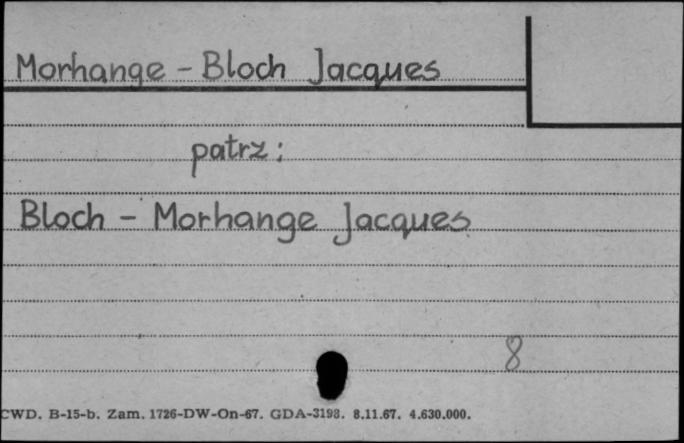 Morhange - Bloch Jacques
patrz:
Bloch - Morhange Jacques
8
CWD. B-15-b. Zam. 1726-DW-On-67. GDA-3198. 8.11.67. 4.630.000.